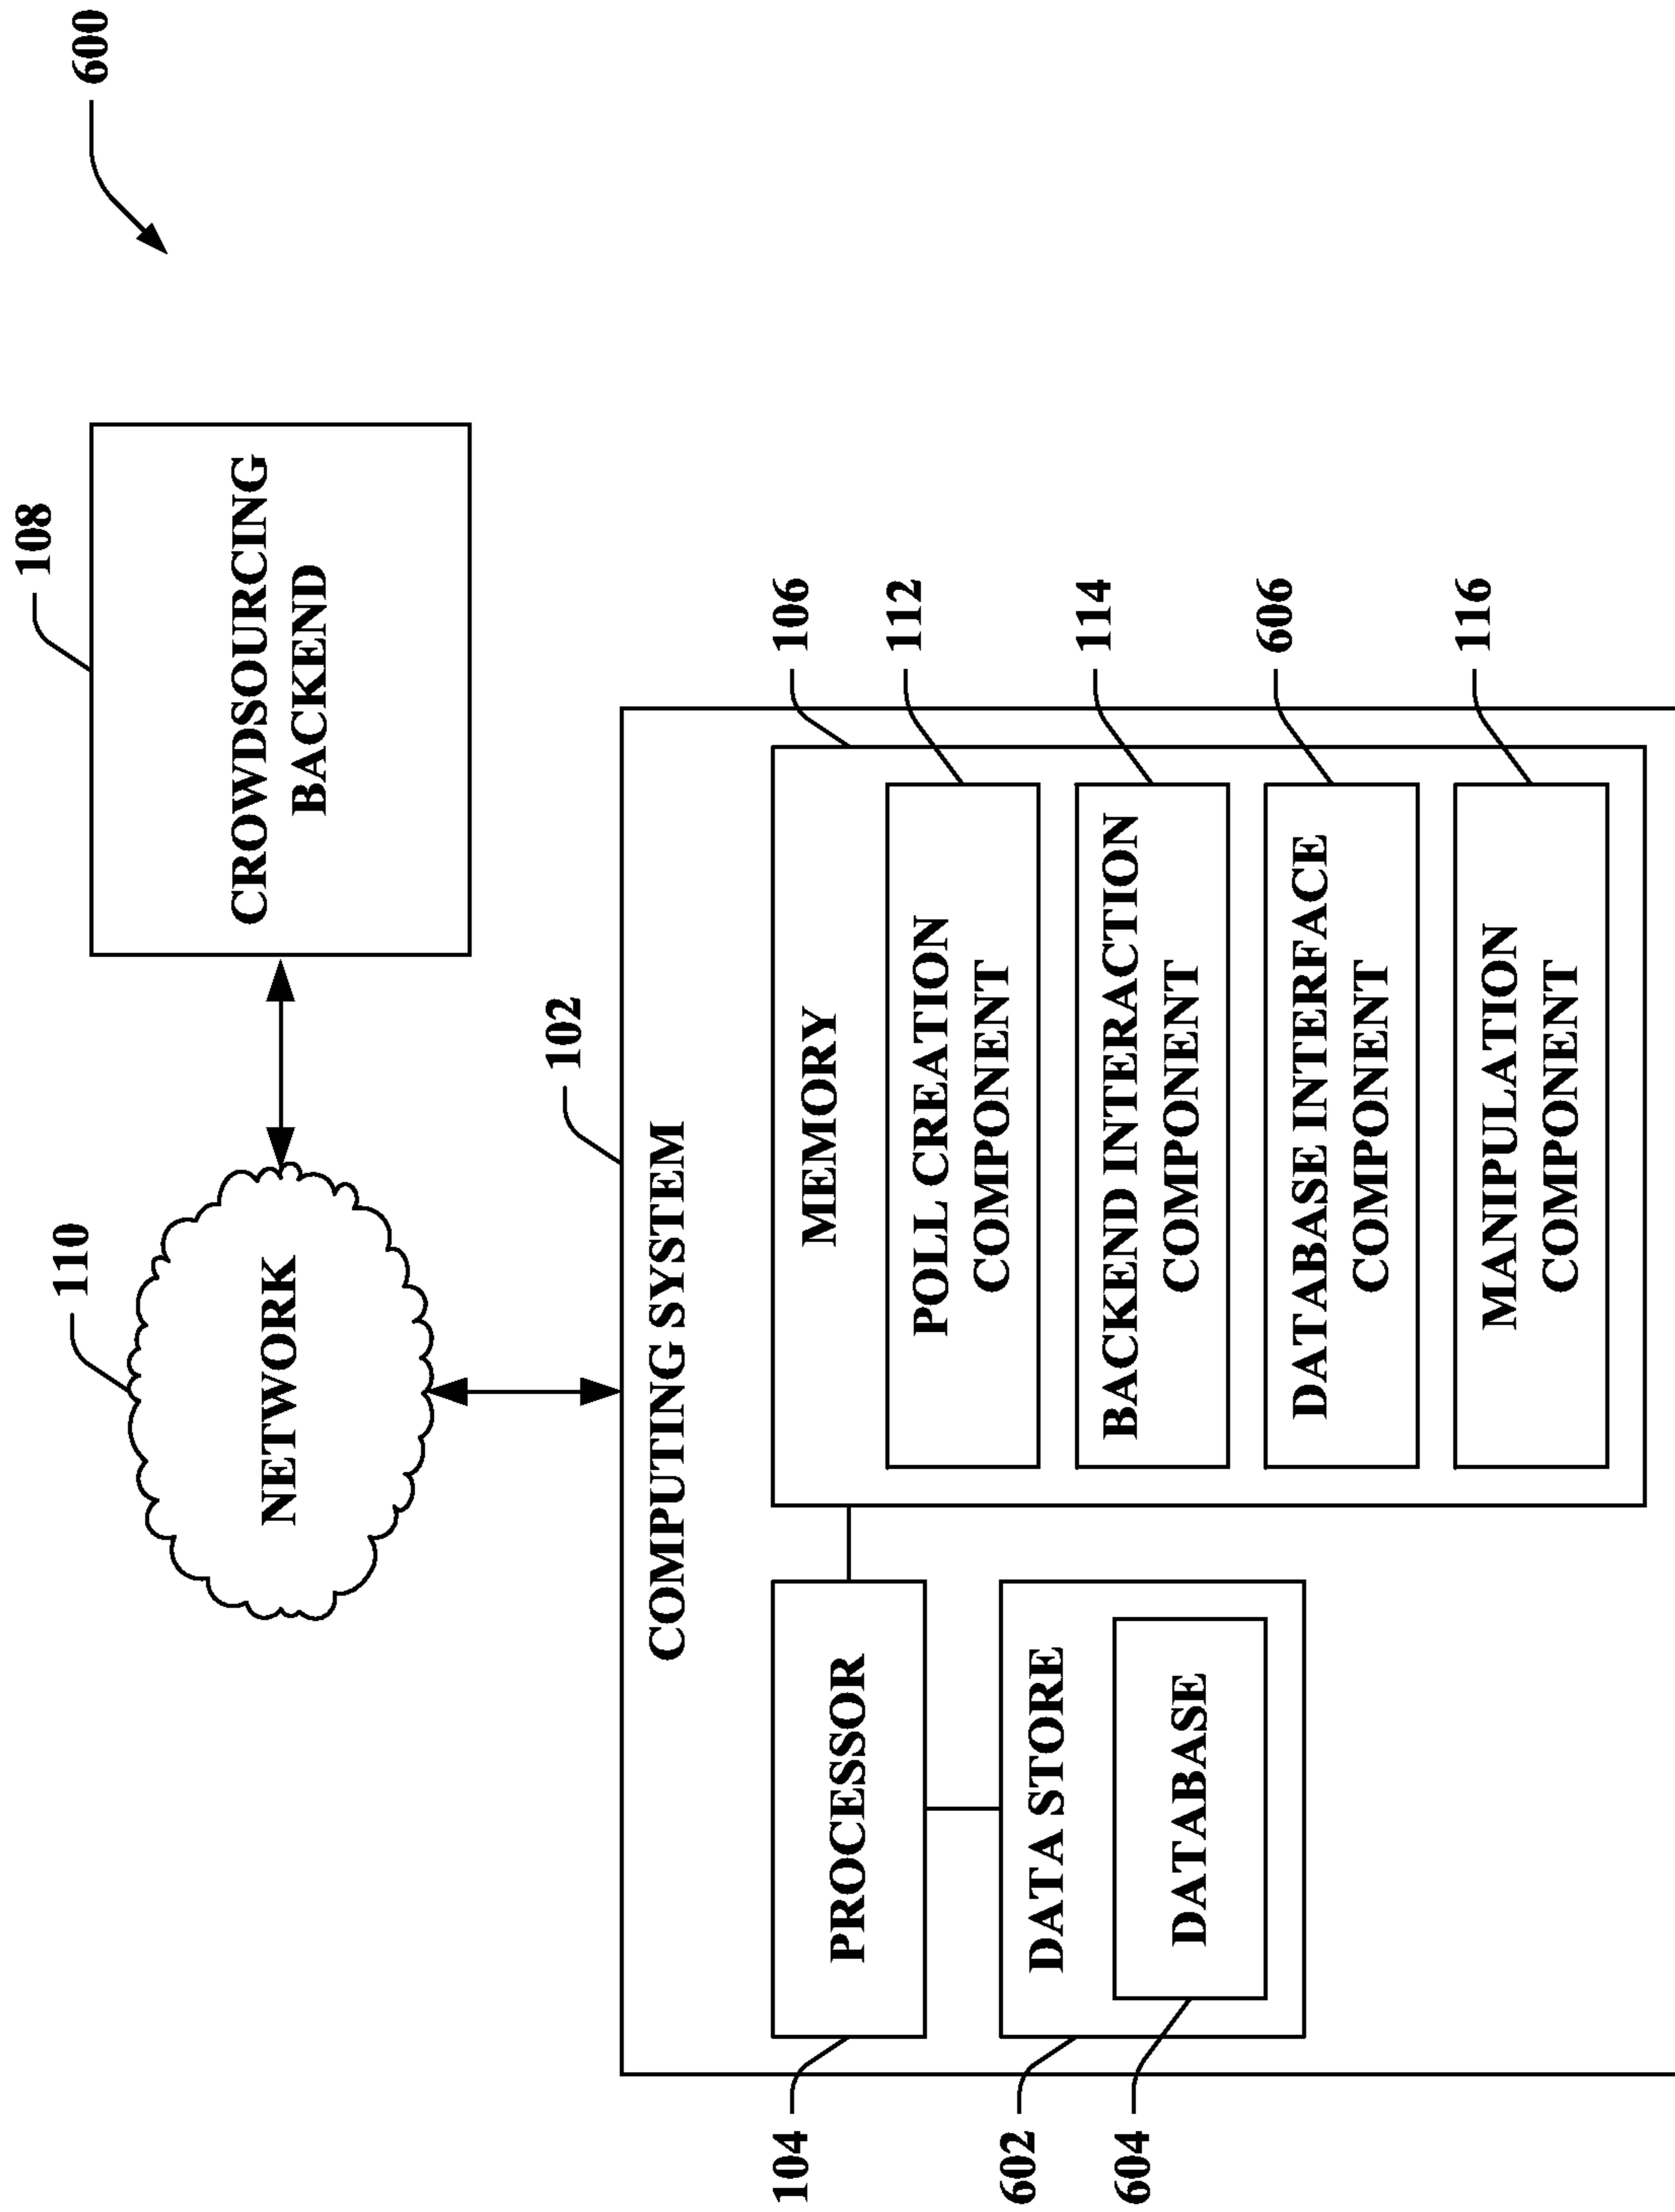 600
108
CROWDSOURCING
BACKEND
110
NETWORK
102
COMPUTING SYSTEM
104
PROCESSOR
602
DATA STORE
604
DATABASE
106
MEMORY
112
POLL CREATION
COMPONENT
114
BACKEND INTERACTION
COMPONENT
606
DATABASE INTERFACE
COMPONENT
116
MANIPULATION
COMPONENT